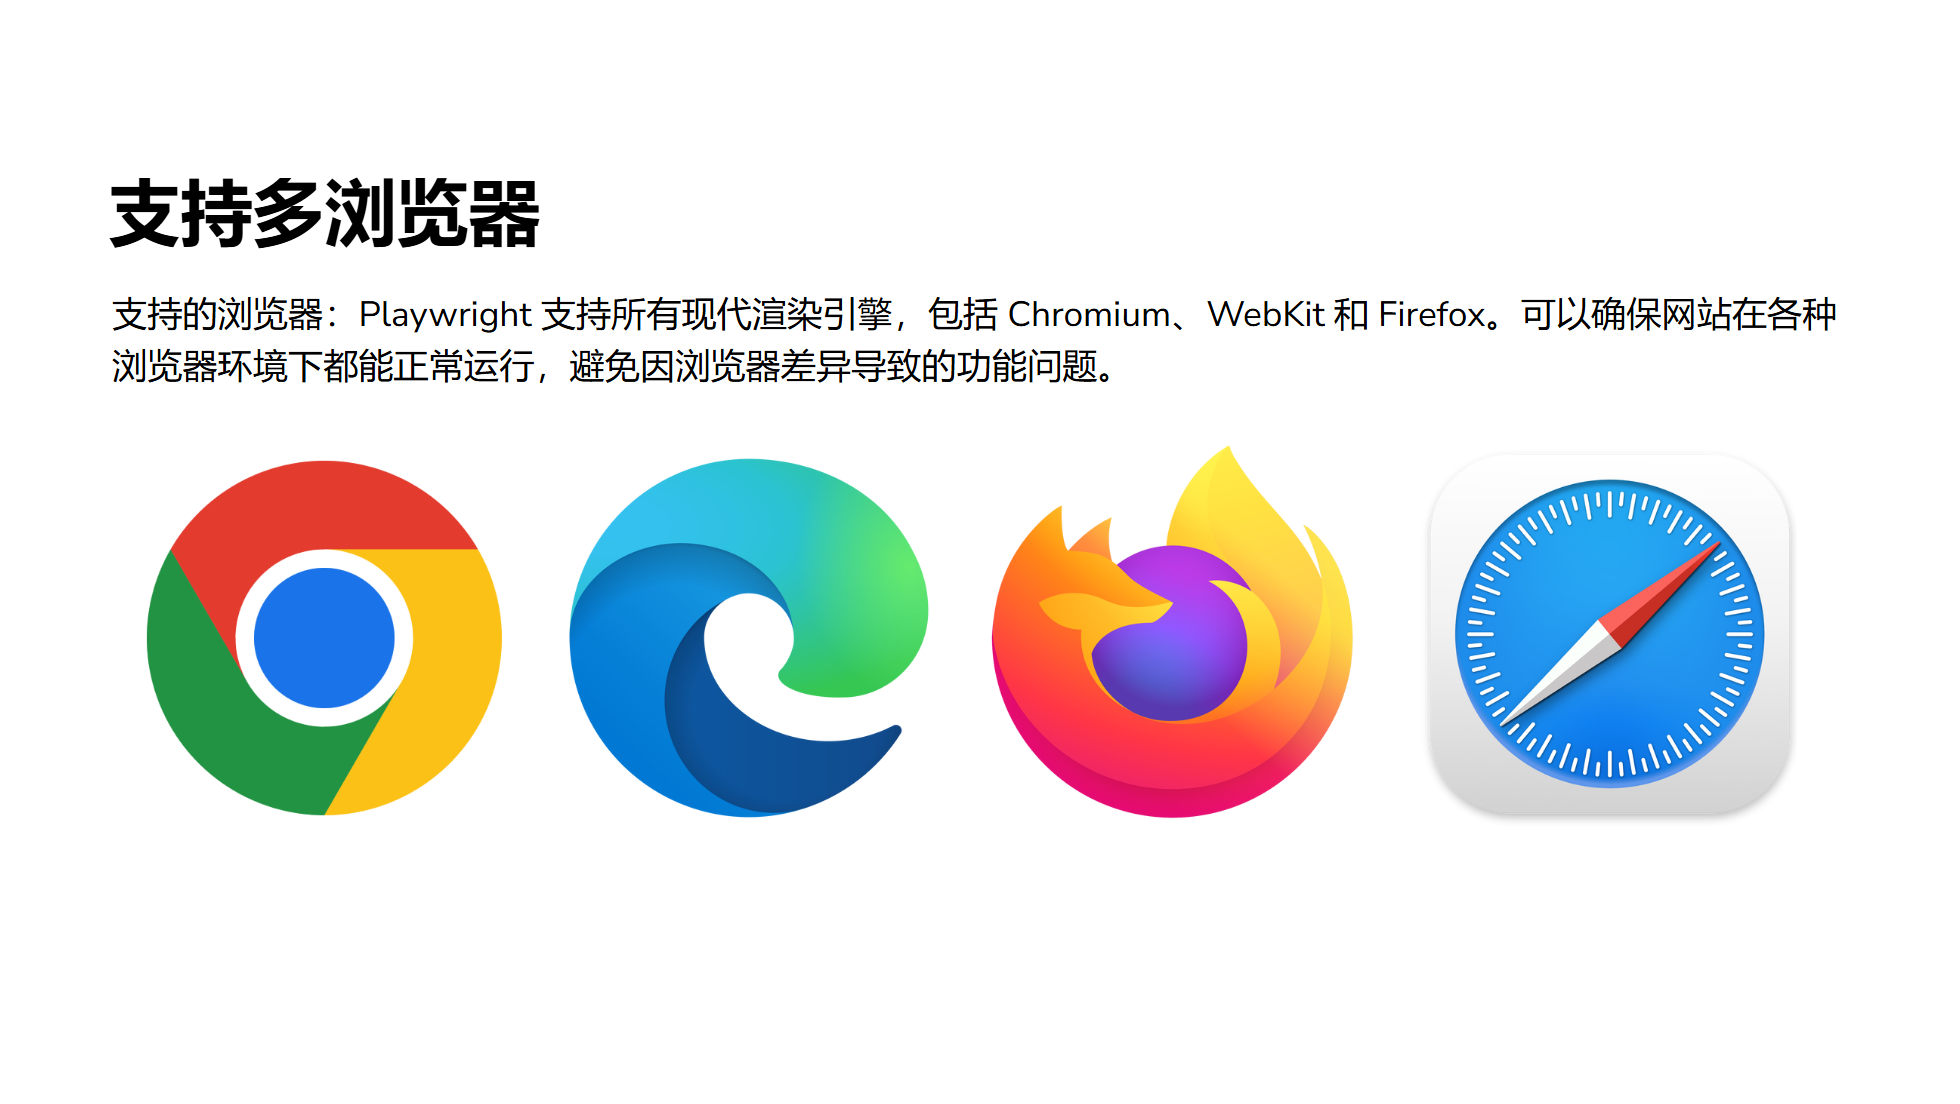 支持多浏览器
支持的浏览器：Playwright 支持所有现代渲染引擎，包括 Chromium、WebKit 和 Firefox。可以确保网站在各种
浏览器环境下都能正常运行，避免因浏览器差异导致的功能问题。